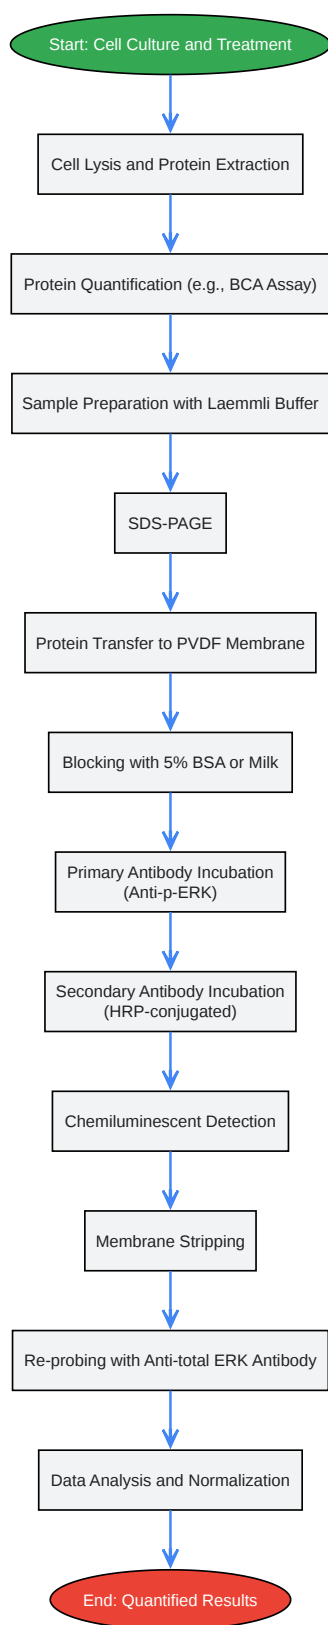 Start: Cell Culture and Treatment
Cell Lysis and Protein Extraction
Protein Quantification (e.g., BCA Assay)
Sample Preparation with Laemmli Buffer
SDS-PAGE
Protein Transfer to PVDF Membrane
Blocking with 5% BSA or Milk
Primary Antibody Incubation
(Anti-p-ERK)
Secondary Antibody Incubation
(HRP-conjugated)
Chemiluminescent Detection
Membrane Stripping
Re-probing with Anti-total ERK Antibody
Data Analysis and Normalization
End: Quantified Results